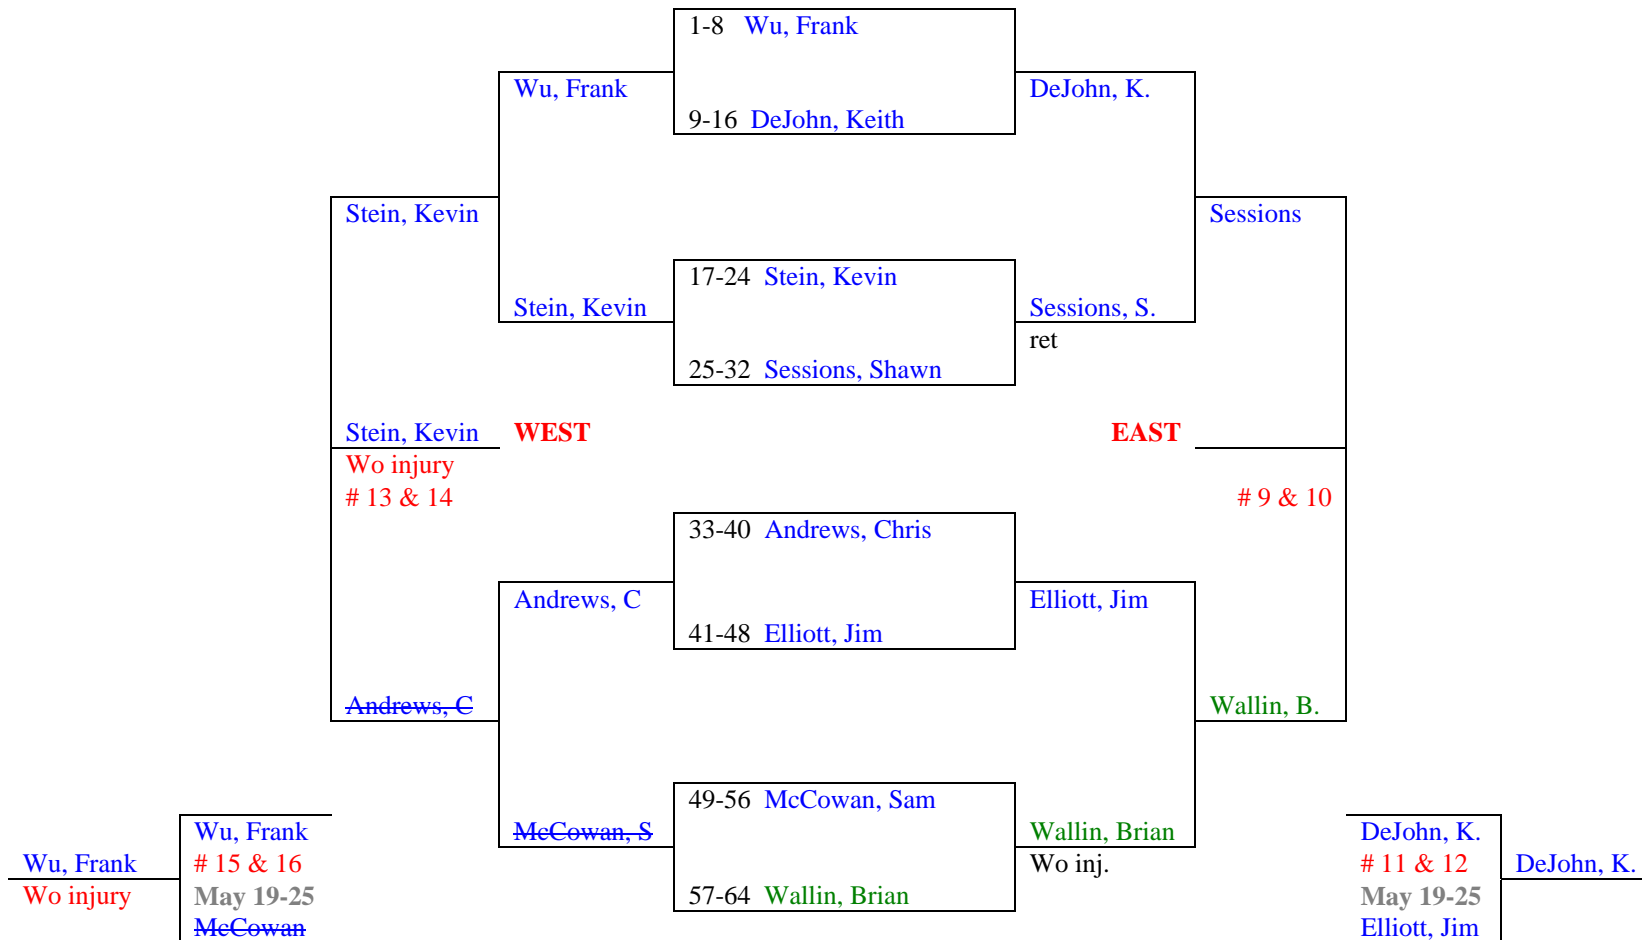 1-8 Wu, Frank
Wu, Frank
DeJohn, K.
9-16 DeJohn, Keith
Stein, Kevin
Sessions
17-24 Stein, Kevin
Stein, Kevin
Sessions, S.
ret
25-32 Sessions, Shawn
Stein, Kevin
WEST
EAST
Wo injury
# 13 & 14
# 9 & 10
33-40 Andrews, Chris
Andrews, C
Elliott, Jim
41-48 Elliott, Jim
Andrews, C
Wallin, B.
49-56 McCowan, Sam
Wu, Frank
McCowan, S
Wallin, Brian
DeJohn, K.
Wu, Frank
# 15 & 16
Wo inj.
# 11 & 12
DeJohn, K.
Wo injury
May 19-25
57-64 Wallin, Brian
May 19-25
McCowan
Elliott, Jim